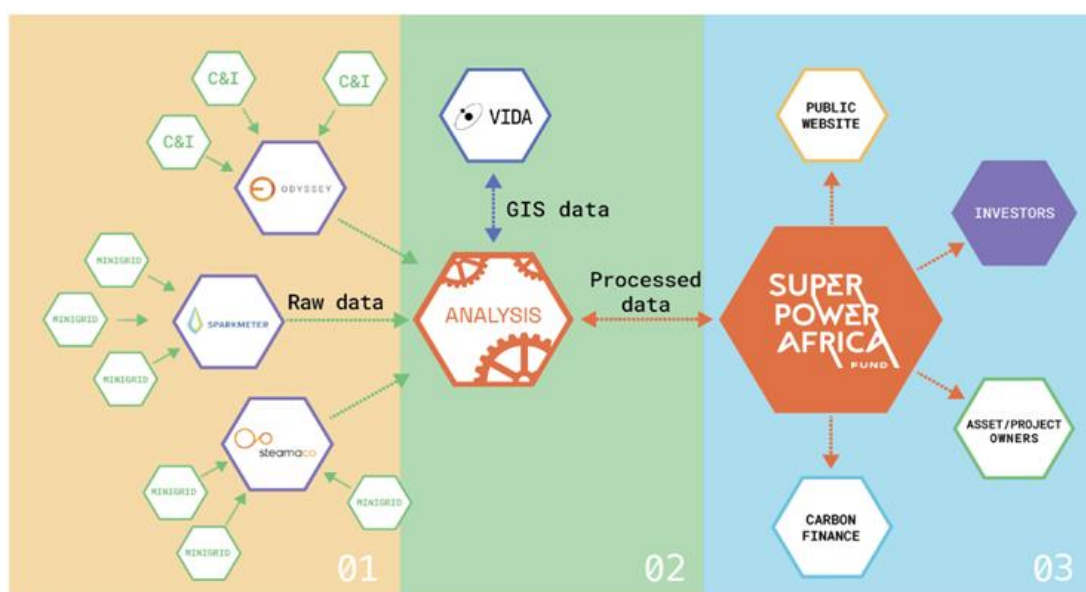 C&I
C&I
C&I
ODYSSEY
MINIGRID
MINIGRID
MINIGRID
SPARKMETER
Raw data
steamaco
MINIGRID
MINIGRID
MINIGRID
01
VIDA
GIS data
ANALYSIS
Processed
data
02
PUBLIC
WEBSITE
INVESTORS
SUPER
POWER
AFRICA
FUND
ASSET/PROJECT
OWNERS
CARBON
FINANCE
03